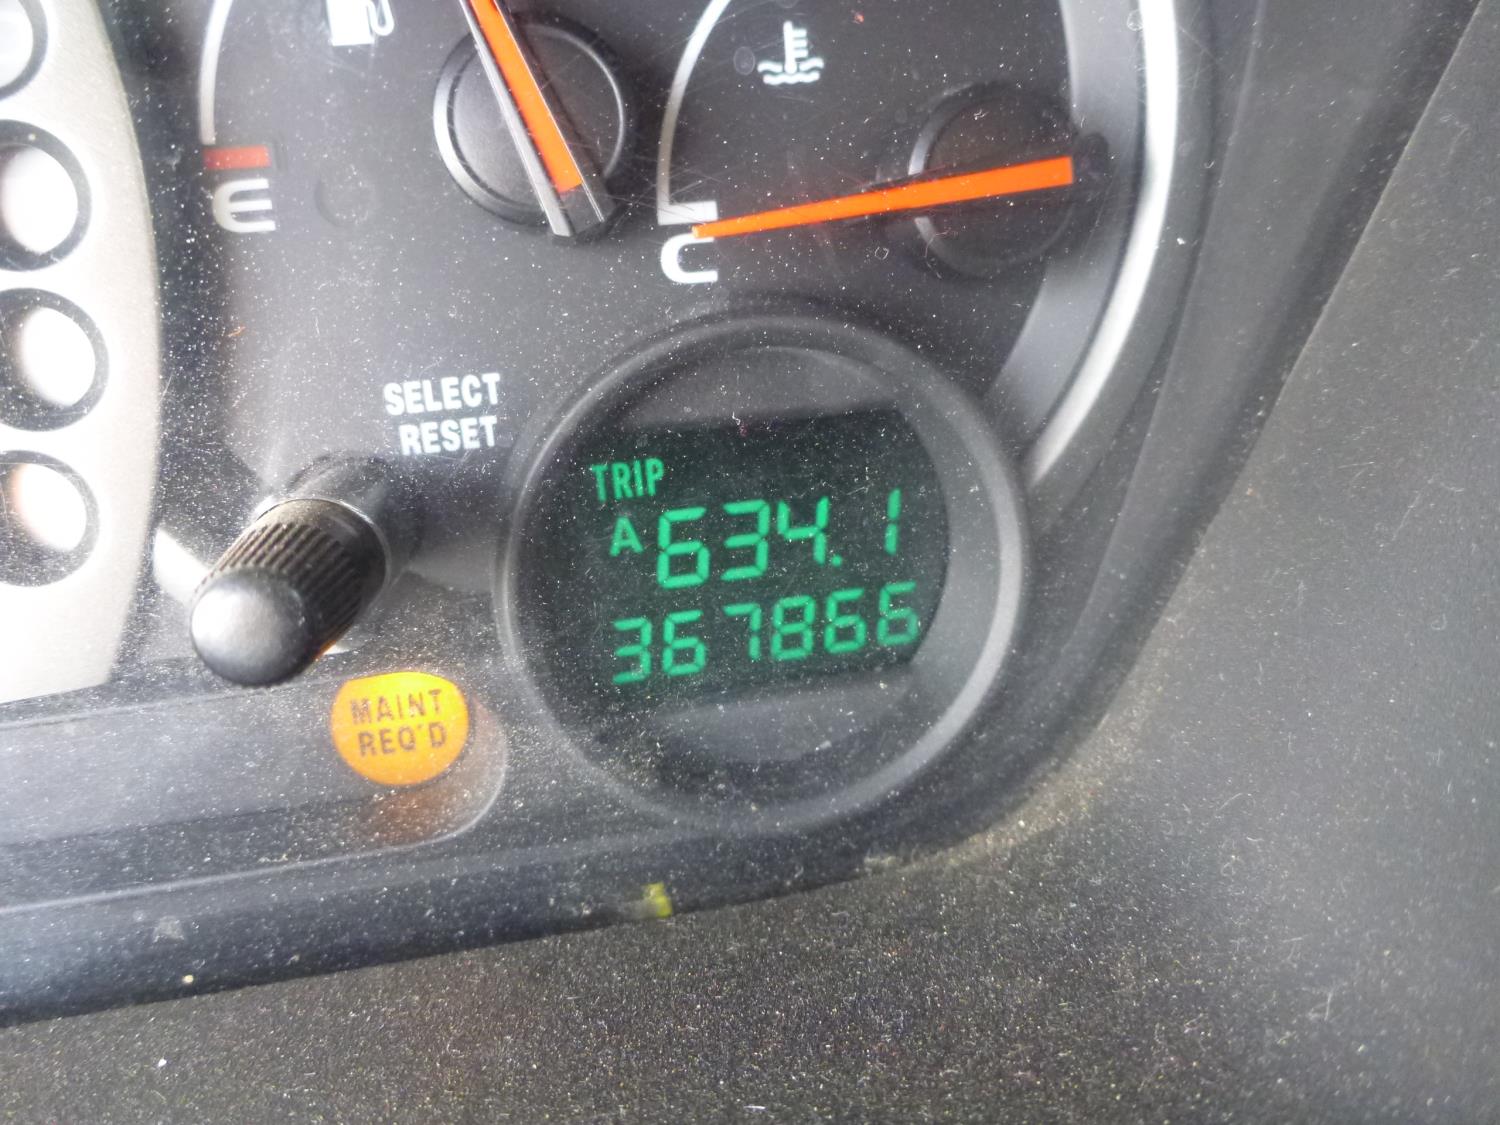 E
C
SELECT
RESET
TRIP
A 634.1
367866
MAINT
REQ'D